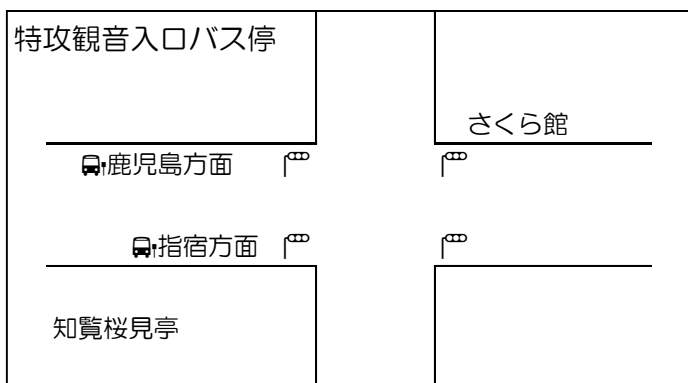 特攻観音入口バス停
さくら館
鹿児島方面
指宿方面
知覧桜見亭